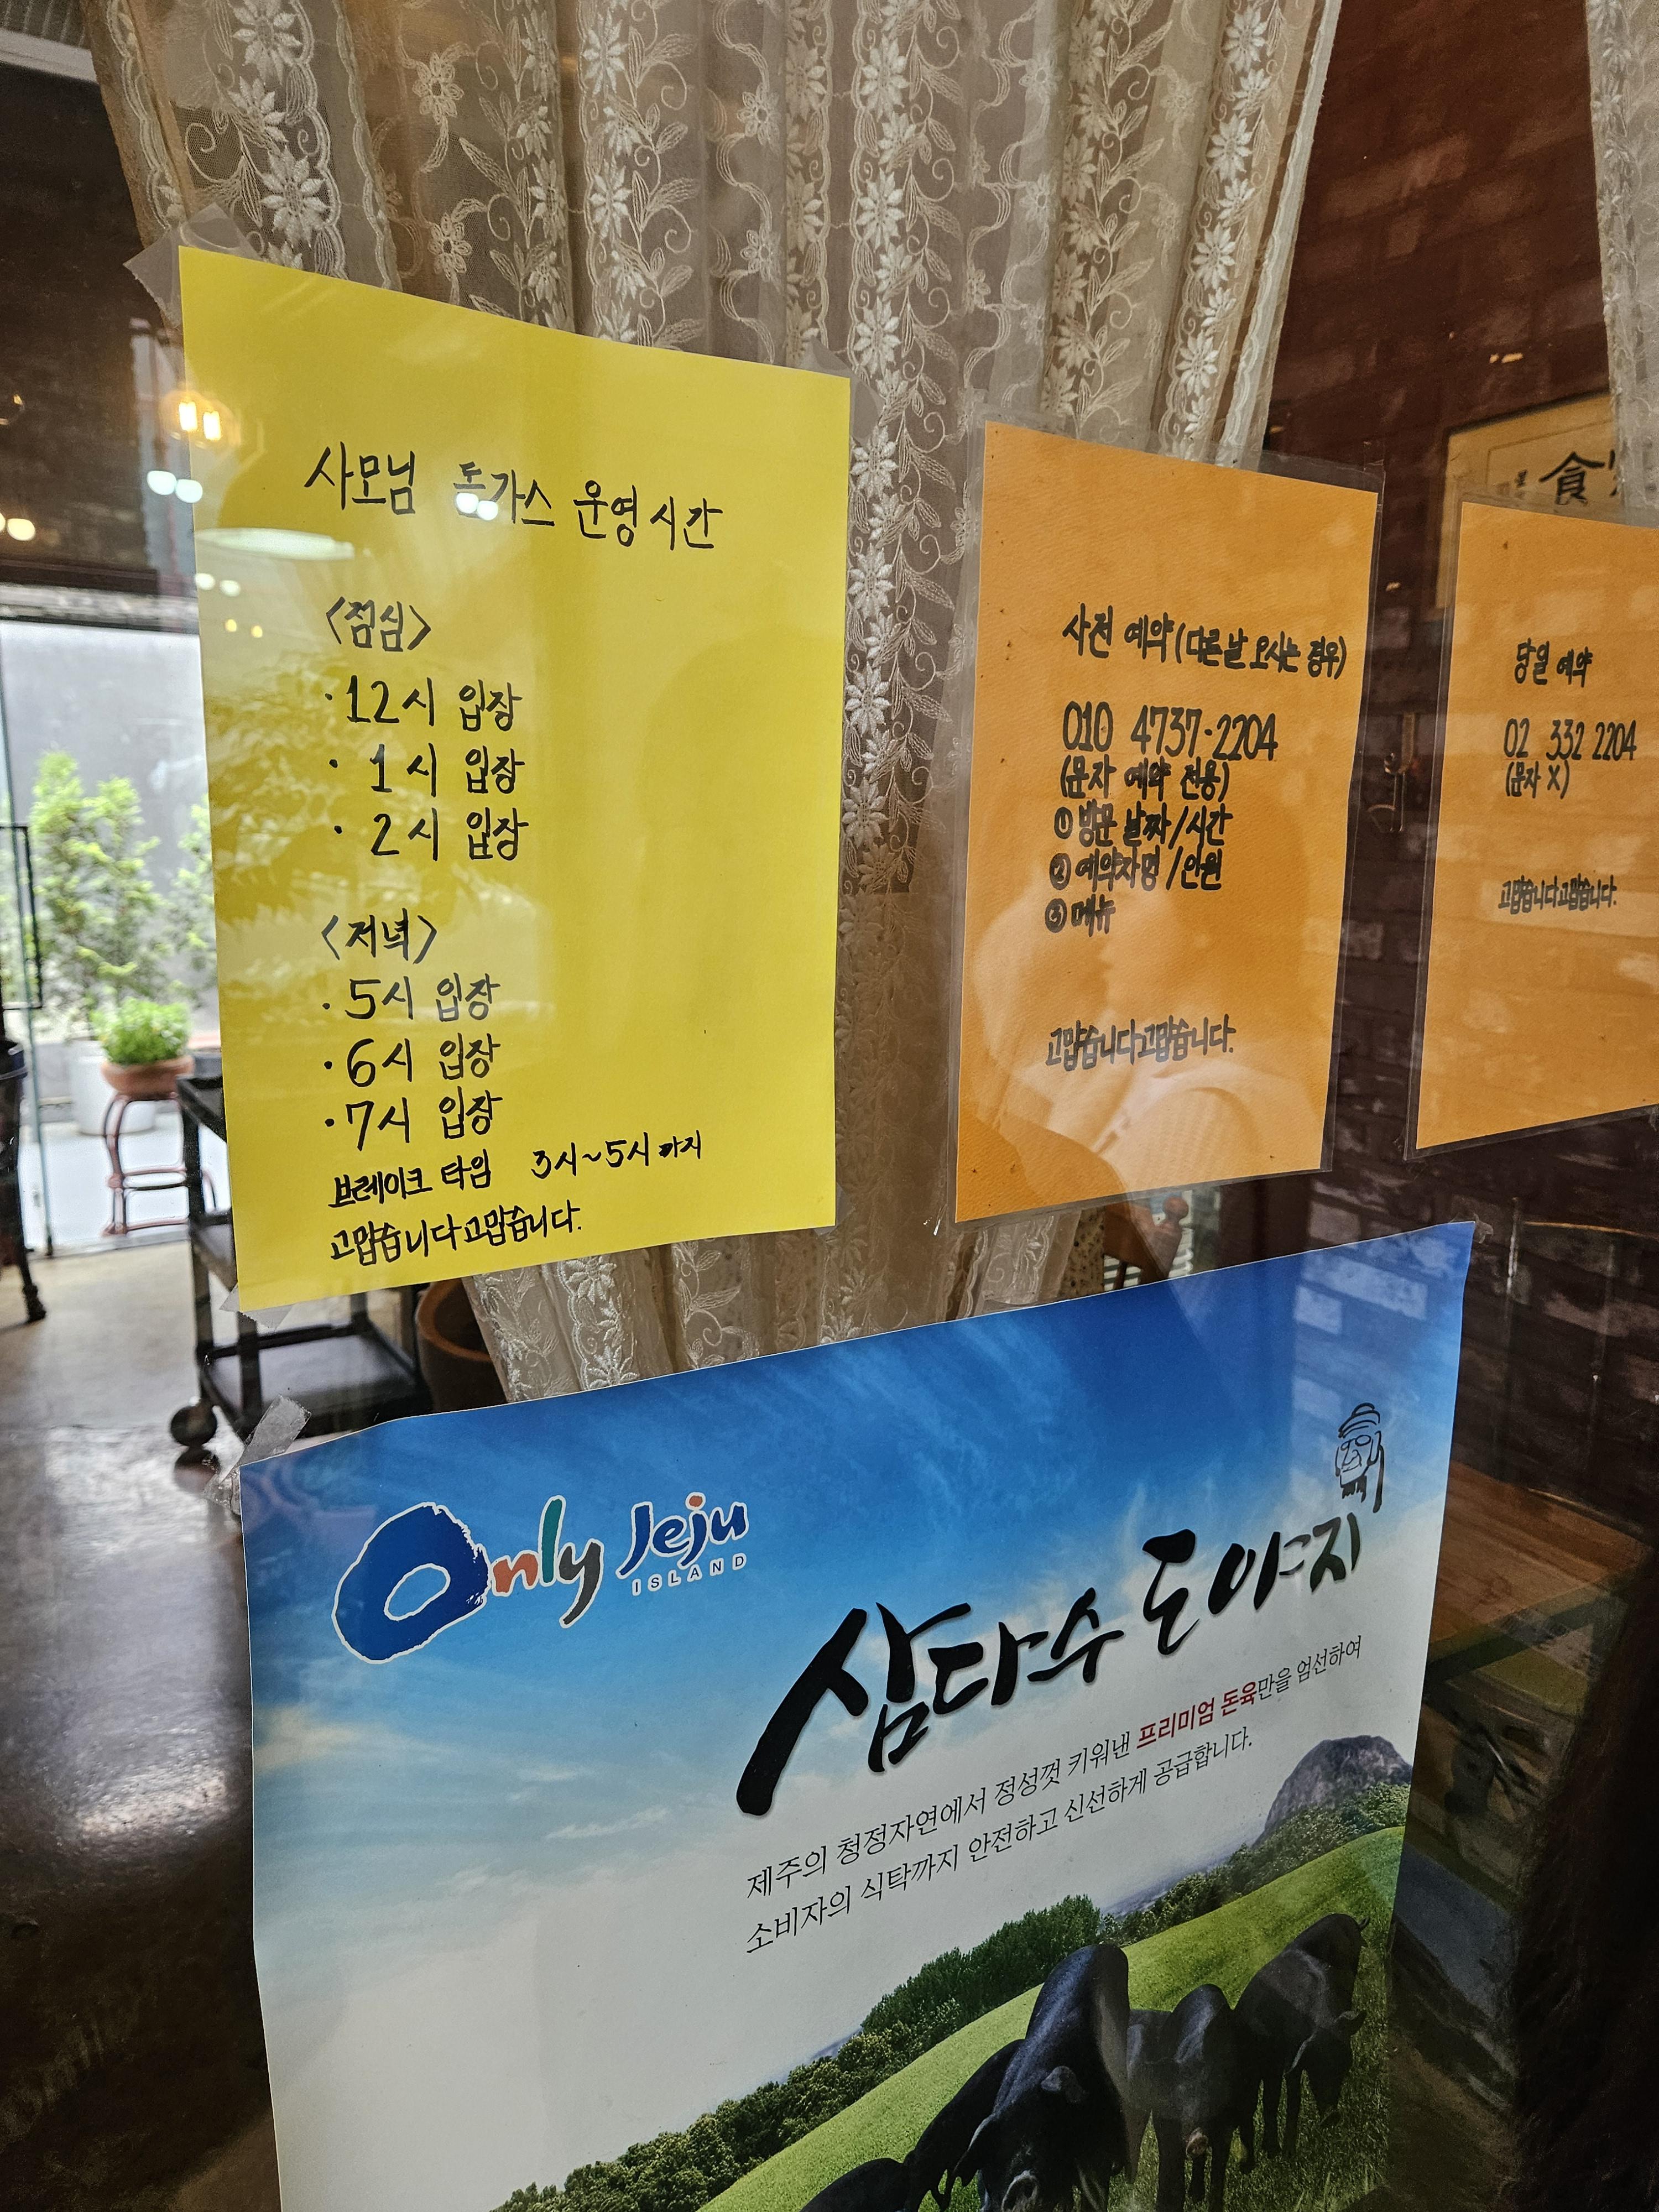 사모님 돈가스 운영시간
<점심>
· 12시 입장
· 1시 입장
· 2시 입장
<저녁>
· 5시 입장
· 6시 입장
· 7시 입장
브레이크 타임 3시~5시까지
고맙습니다고맙습니다.
사전 예약(다른날 오시는 경우)
010 4737-2204
(문자 예약 전용)
① 방문 날짜/시간
② 예약자명/인원
③ 메뉴
고맙습니다고맙습니다.
당일 예약
02 332 2204
(문자 X)
고맙습니다고맙습니다.
食
Only Jeju
ISLAND
삼다수 도야지
제주의 청정자연에서 정성껏 키워낸 프리미엄 돈육만을 엄선하여
소비자의 식탁까지 안전하고 신선하게 공급합니다.